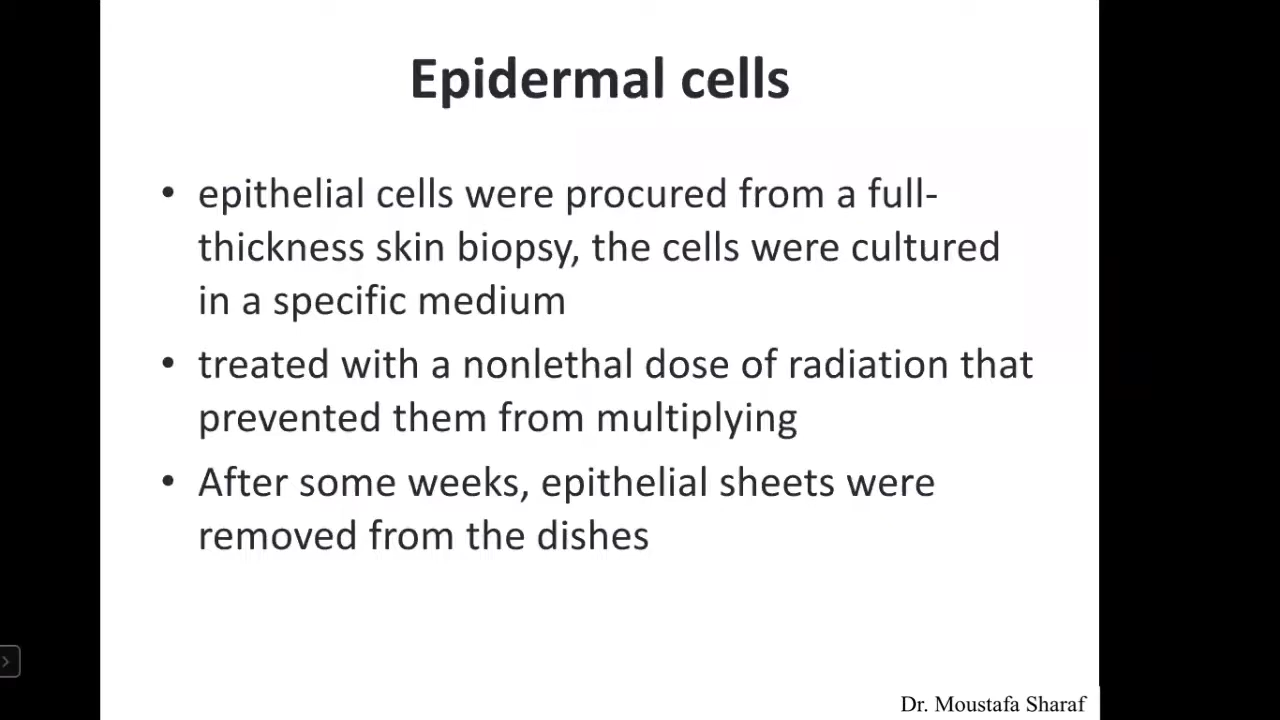 Epidermal cells
• epithelial cells were procured from a full-
thickness skin biopsy, the cells were cultured
in a specific medium
• treated with a nonlethal dose of radiation that
prevented them from multiplying
• After some weeks, epithelial sheets were
removed from the dishes
Dr. Moustafa Sharaf